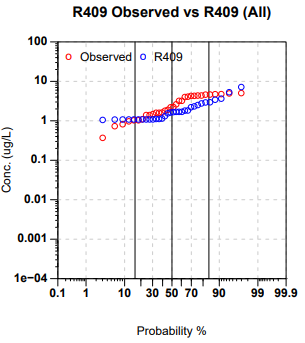 R409 Observed vs R409 (All)
100
Observed R409
10
1
0.1
0.01
0.001
1e−04
Conc. (ug/L)
0.1 1 10 30 50 70 90 99 99.9
Probability %